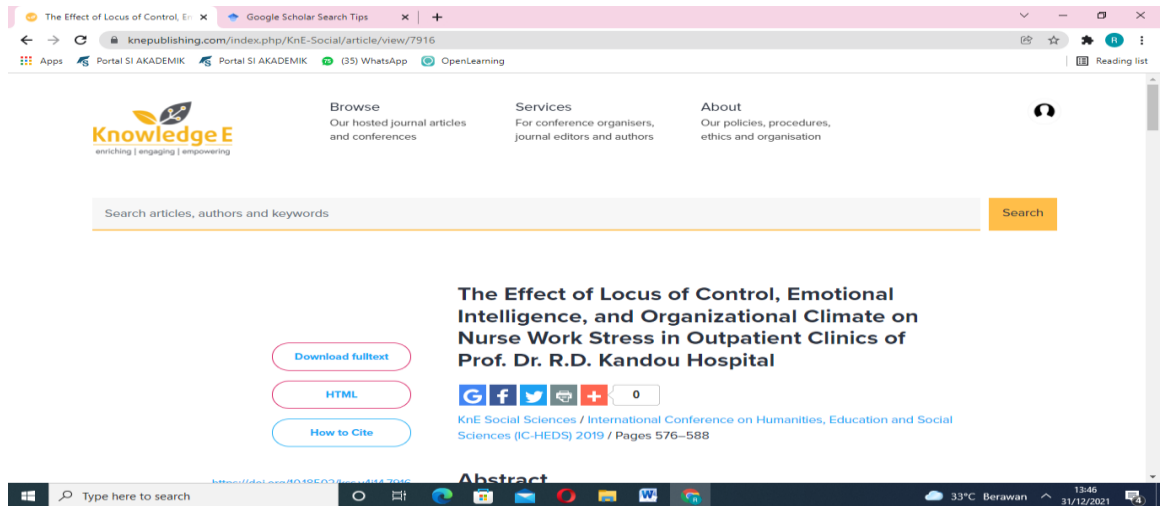 The Effect of Locus of Control, En
Google Scholar Search Tips
knepublishing.com/index.php/KnE-Social/article/view/7916
Apps Portal SI AKADEMIK Portal SI AKADEMIK (35) WhatsApp OpenLearning Reading list
Knowledge E
enriching | engaging | empowering
Browse
Our hosted journal articles
and conferences
Services
For conference organisers,
journal editors and authors
About
Our policies, procedures,
ethics and organisation
Search articles, authors and keywords
Search
The Effect of Locus of Control, Emotional
Intelligence, and Organizational Climate on
Nurse Work Stress in Outpatient Clinics of
Prof. Dr. R.D. Kandou Hospital
Download fulltext
HTML
How to Cite
0
KnE Social Sciences / International Conference on Humanities, Education and Social
Sciences (IC-HEDS) 2019 / Pages 576–588
Abstract
Type here to search
33°C Berawan
13:46
31/12/2021